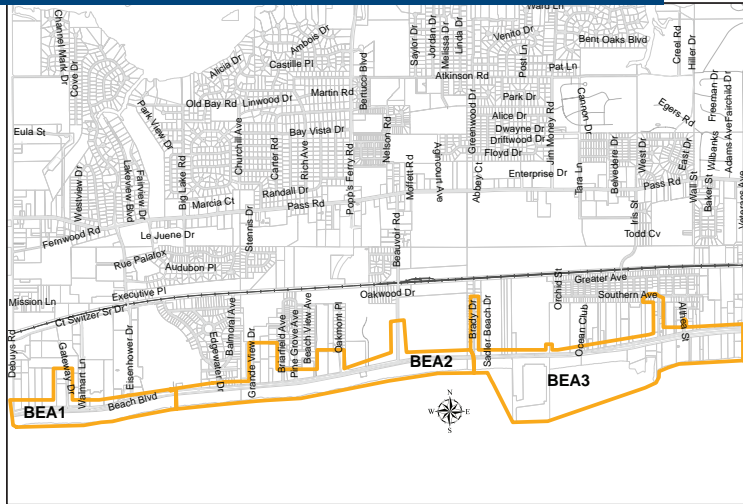 Ward Ln
Channel Mark Dr
Cove Dr
Ambois Dr
Alicia Dr
Castille Pl
Bertucci Blvd
Saylor Dr
Jordan Dr
Melissa Dr
Linda Dr
Venito Dr
Post Ln
Bent Oaks Blvd
Creel Rd
Hiller Dr
Pat Ln
Atkinson Rd
Martin Rd
Linwood Dr
Old Bay Rd
Park View Dr
Park Dr
Cannon Dr
Egers Rd
Freeman Dr
Fairchild Dr
Eula St
Churchill Ave
Bay Vista Dr
Nelson Rd
Greenwood Dr
Alice Dr
Dwayne Dr
Driftwood Dr
Floyd Dr
Jim Money Rd
Agincourt Ave
Wilbanks
Adams Ave
East Dr
West Dr
Belvedere Dr
Carter Rd
Rich Ave
Popp's Ferry Rd
Moffett Rd
Abbey Ct
Enterprise Dr
Tara Ln
Pass Rd
Wall St
Baker St
Veterans Ave
Westview Dr
Lakeview Blvd
Fairview Dr
Big Lake Rd
Marcia Ct
Randall Dr
Pass Rd
Iris St
Fernwood Rd
Le Juene Dr
Stennis Dr
Beauvoir Rd
Todd Cv
Rue Palafox
Audubon Pl
Orchid St
Greater Ave
Mission Ln
Executive Pl
Oakwood Dr
Southern Ave
Ct Switzer Sr Dr
Debuys Rd
Gateway Dr
Walmart Ln
Eisenhower Dr
Edgewater Dr
Balmoral Ave
Grande View Dr
Briarfield Ave
Pine Grove Ave
Beach View Ave
Oakmont Pl
Brady Dr
Sadler Beach Dr
Ocean Club
Althea St
BEA1
Beach Blvd
BEA2
BEA3
N
W
E
S